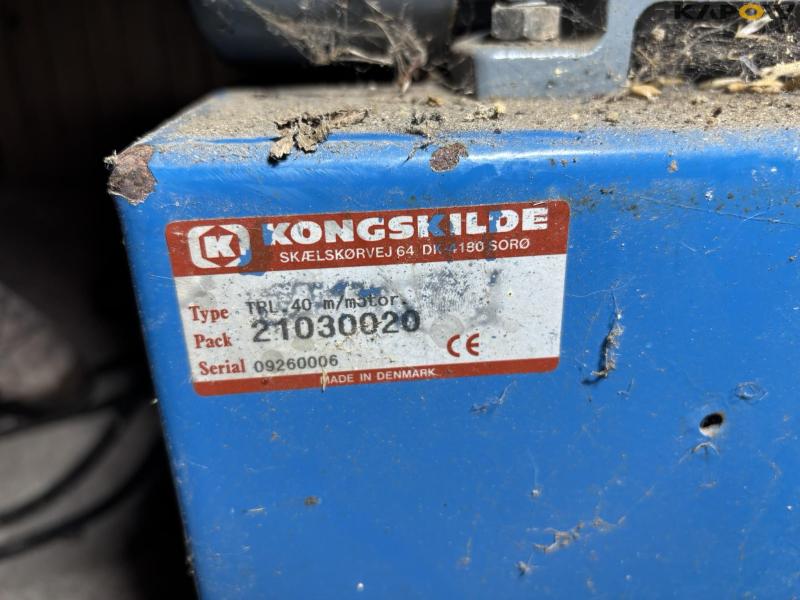 KAPOW
K KONGSKILDE
SKÆLSKØRVEJ 64 DK-4180 SORØ
Type TRL 40 m/motor
Pack 21030020
Serial 09260006
CE
MADE IN DENMARK